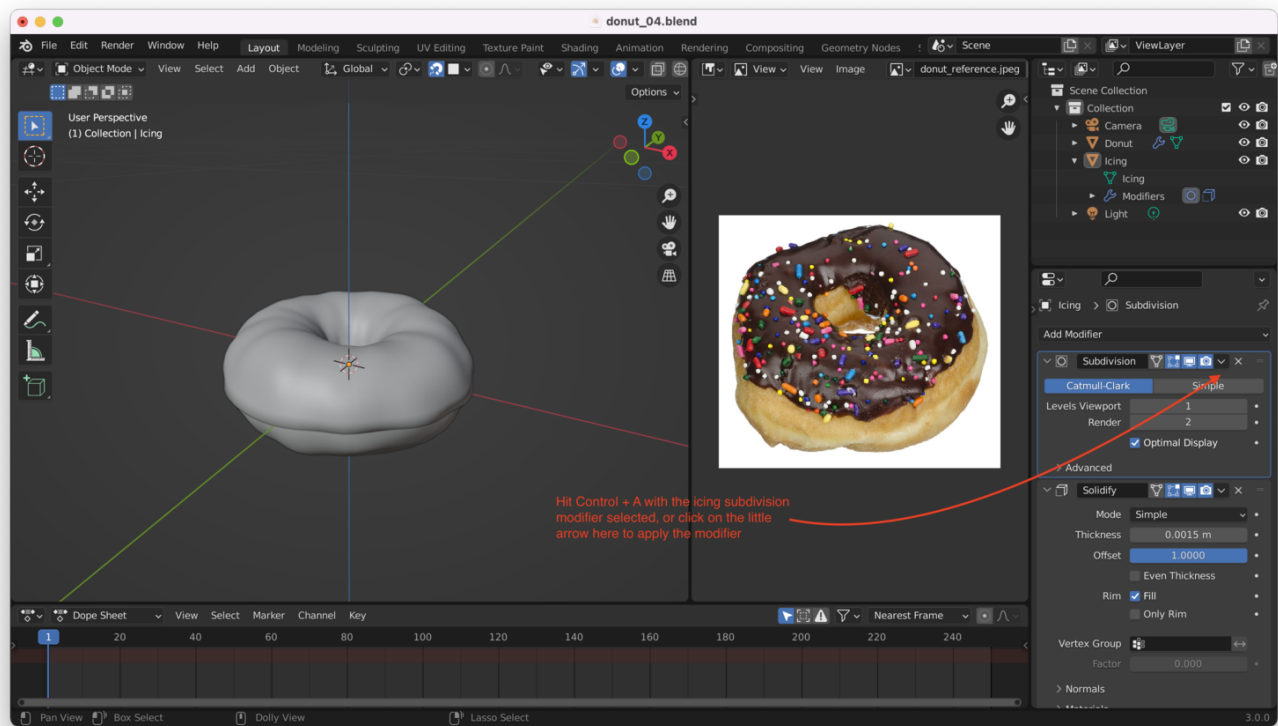 donut_04.blend
File Edit Render Window Help Layout Modeling Sculpting UV Editing Texture Paint Shading Animation Rendering Compositing Geometry Nodes Scene ViewLayer
Object Mode View Select Add Object Global View View Image donut_reference.jpeg
Options
User Perspective
(1) Collection | Icing
Z
Y
X
Scene Collection
Collection
Camera
Donut
Icing
Icing
Modifiers
Light
Icing > Subdivision
Add Modifier
Subdivision
Catmull-Clark Simple
Levels Viewport 1
Render 2
Optimal Display
Advanced
Solidify
Mode Simple
Thickness 0.0015 m
Offset 1.0000
Even Thickness
Rim Fill
Only Rim
Vertex Group
Factor 0.000
Normals
Hit Control + A with the icing subdivision
modifier selected, or click on the little
arrow here to apply the modifier
Dope Sheet View Select Marker Channel Key Nearest Frame
1 20 40 60 80 100 120 140 160 180 200 220 240
Pan View Box Select Dolly View Lasso Select 3.0.0